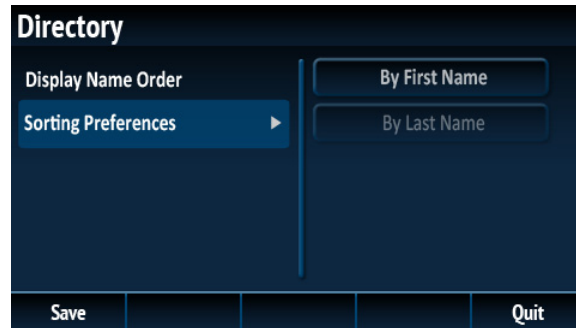 Directory
Display Name Order
Sorting Preferences
By First Name
By Last Name
Save
Quit